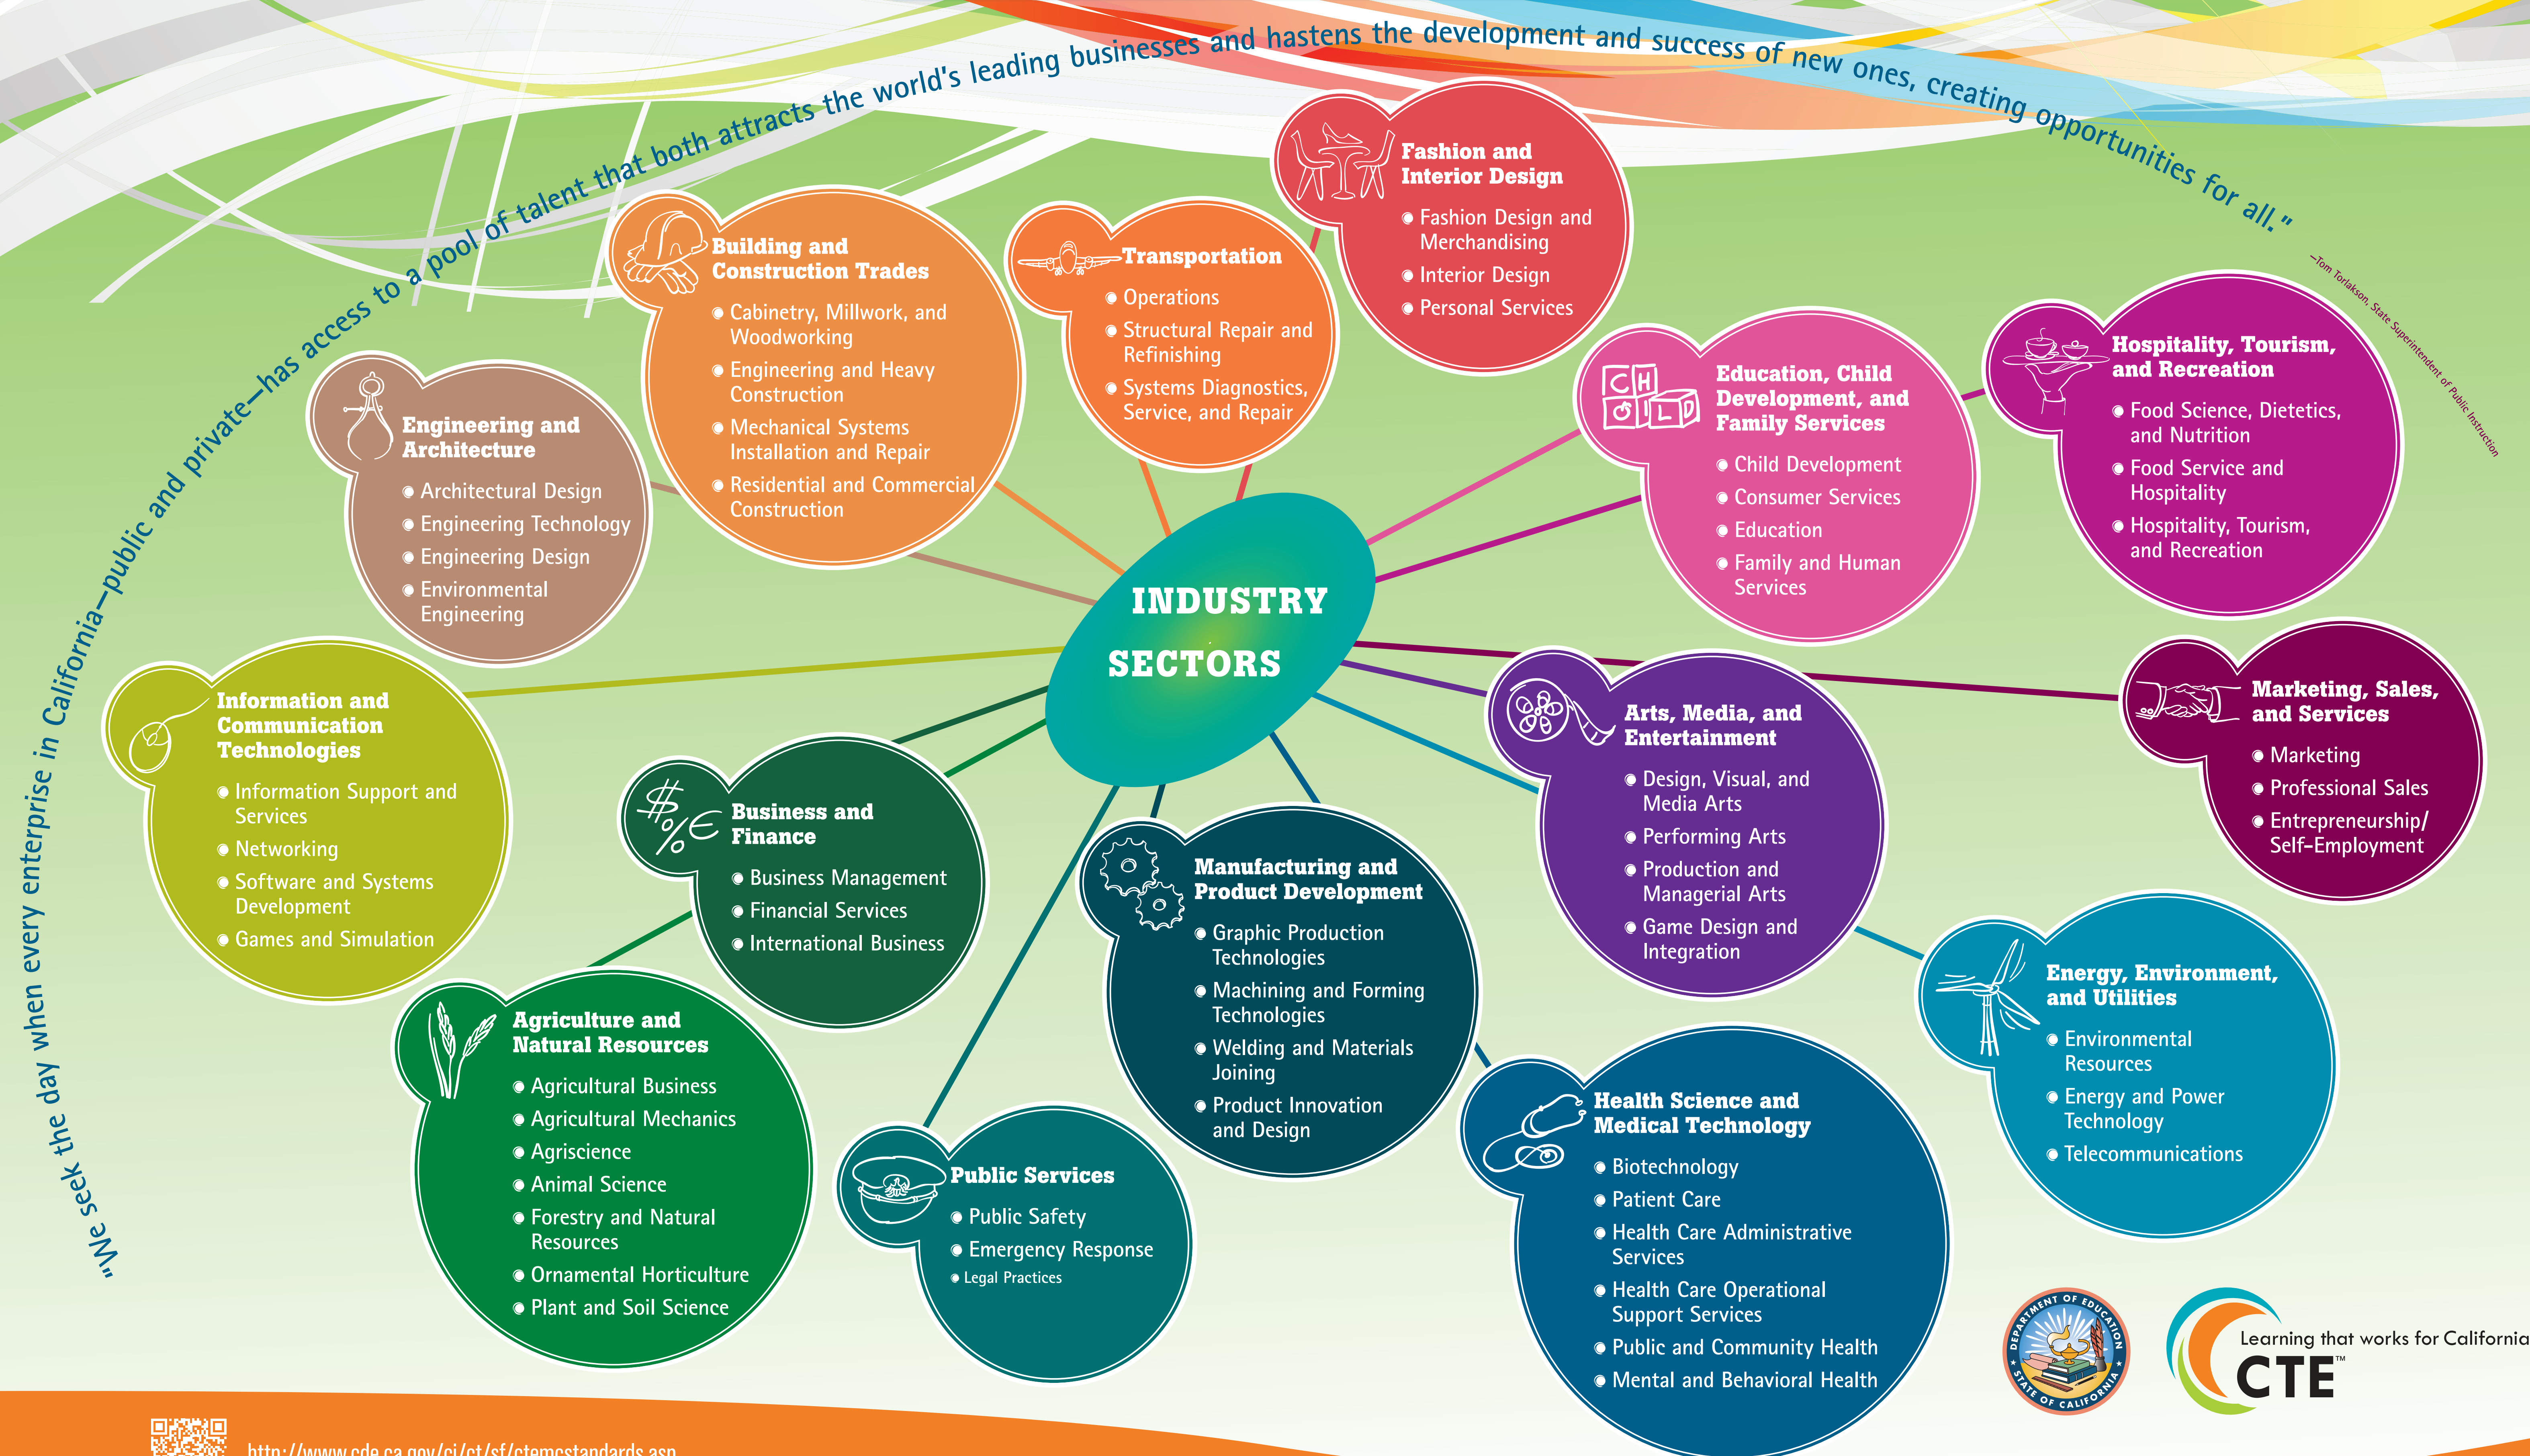 "We seek the day when every enterprise in California—public and private—has access to a pool of talent that both attracts the world's leading businesses and hastens the development and success of new ones, creating opportunities for all."
—Tom Torlakson, State Superintendent of Public Instruction
INDUSTRY
SECTORS
Fashion and
Interior Design
Fashion Design and
Merchandising
Interior Design
Personal Services
Building and
Construction Trades
Cabinetry, Millwork, and
Woodworking
Engineering and Heavy
Construction
Mechanical Systems
Installation and Repair
Residential and Commercial
Construction
Transportation
Operations
Structural Repair and
Refinishing
Systems Diagnostics,
Service, and Repair
Education, Child
Development, and
Family Services
Child Development
Consumer Services
Education
Family and Human
Services
CH
OILD
Hospitality, Tourism,
and Recreation
Food Science, Dietetics,
and Nutrition
Food Service and
Hospitality
Hospitality, Tourism,
and Recreation
Engineering and
Architecture
Architectural Design
Engineering Technology
Engineering Design
Environmental
Engineering
Information and
Communication
Technologies
Information Support and
Services
Networking
Software and Systems
Development
Games and Simulation
Business and
Finance
Business Management
Financial Services
International Business
$
%€
Manufacturing and
Product Development
Graphic Production
Technologies
Machining and Forming
Technologies
Welding and Materials
Joining
Product Innovation
and Design
Arts, Media, and
Entertainment
Design, Visual, and
Media Arts
Performing Arts
Production and
Managerial Arts
Game Design and
Integration
Marketing, Sales,
and Services
Marketing
Professional Sales
Entrepreneurship/
Self-Employment
Agriculture and
Natural Resources
Agricultural Business
Agricultural Mechanics
Agriscience
Animal Science
Forestry and Natural
Resources
Ornamental Horticulture
Plant and Soil Science
Public Services
Public Safety
Emergency Response
Legal Practices
Health Science and
Medical Technology
Biotechnology
Patient Care
Health Care Administrative
Services
Health Care Operational
Support Services
Public and Community Health
Mental and Behavioral Health
Energy, Environment,
and Utilities
Environmental
Resources
Energy and Power
Technology
Telecommunications
DEPARTMENT OF EDUCATION
STATE OF CALIFORNIA
Learning that works for California
CTE™
http://www.cde.ca.gov/ci/ct/sf/ctemcstandards.asp